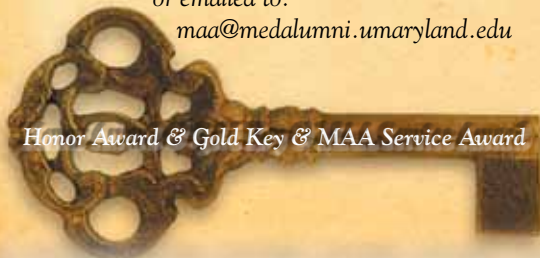 or emailed to:
maa@medalumni.umaryland.edu
Honor Award & Gold Key & MAA Service Award